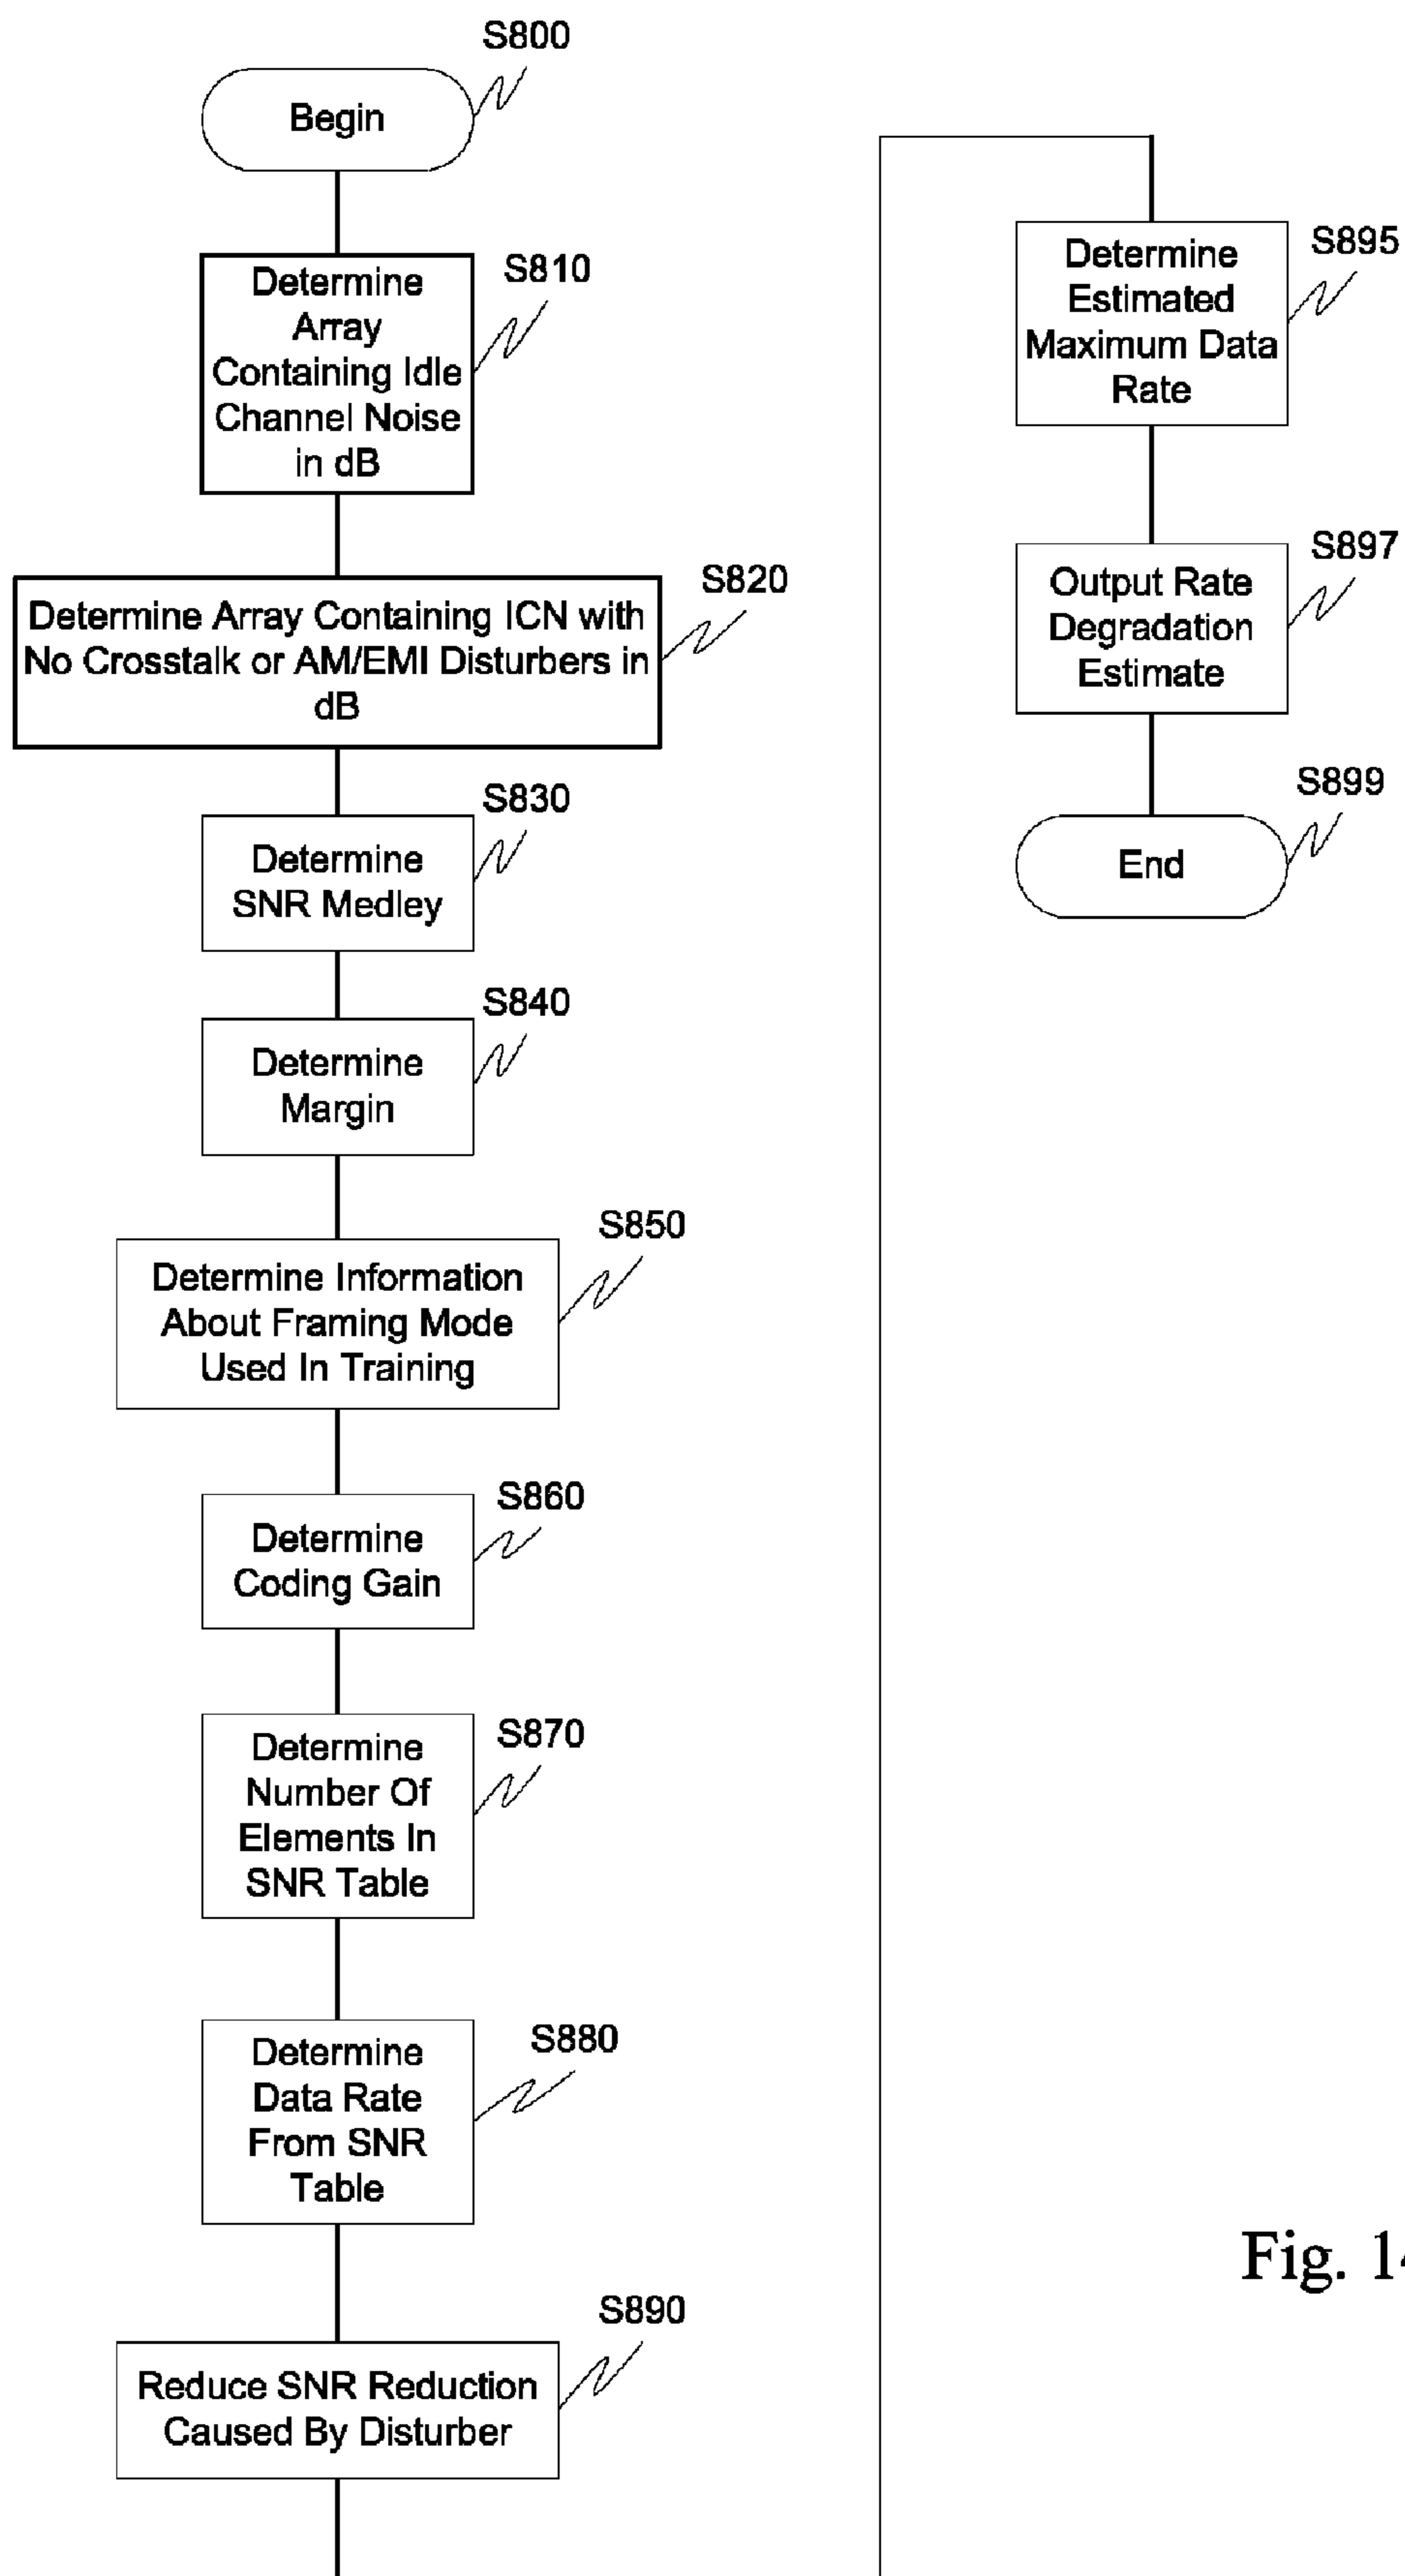 S800
Begin
S810
Determine
Array
Containing Idle
Channel Noise
in dB
S820
Determine Array Containing ICN with
No Crosstalk or AM/EMI Disturbers in
dB
S830
Determine
SNR Medley
S840
Determine
Margin
S850
Determine Information
About Framing Mode
Used In Training
S860
Determine
Coding Gain
S870
Determine
Number Of
Elements In
SNR Table
S880
Determine
Data Rate
From SNR
Table
S890
Reduce SNR Reduction
Caused By Disturber
S895
Determine
Estimated
Maximum Data
Rate
S897
Output Rate
Degradation
Estimate
S899
End
Fig. 14